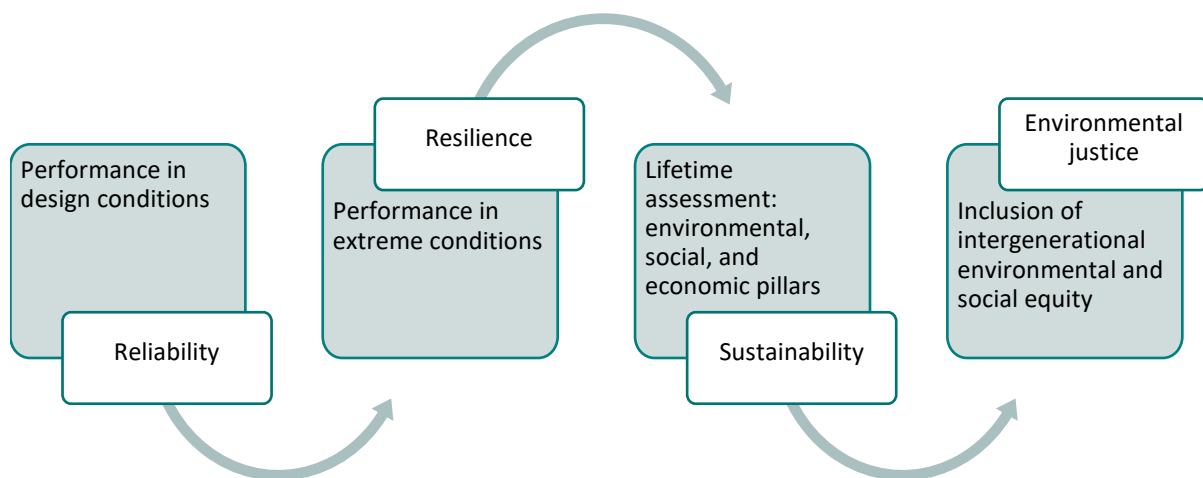 Performance in
design conditions
Reliability
Resilience
Performance in
extreme conditions
Lifetime
assessment:
environmental,
social, and
economic pillars
Sustainability
Environmental
justice
Inclusion of
intergenerational
environmental and
social equity